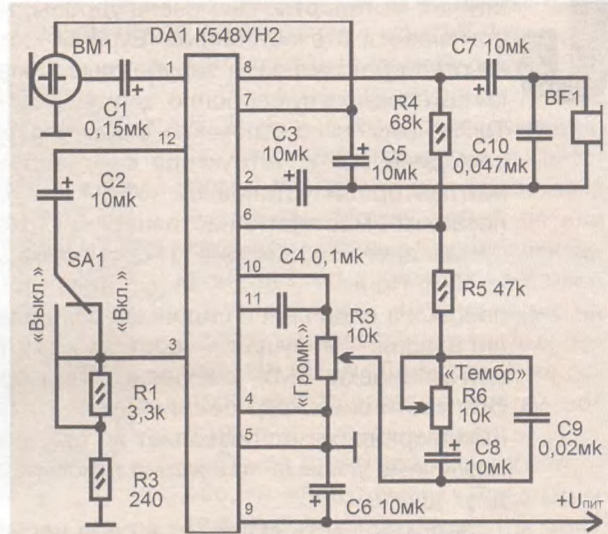 DA1 К548УН2
BM1
C1
0,15мк
1
8
C7 10мк
7
R4
68k
BF1
C3
10мк
C5
10мк
C10
0,047мк
12
C2
10мк
2
6
SA1
«Выкл.»
«Вкл.»
10
C4 0,1мк
11
R3
10k
«Громк.»
R5 47k
3
R1
3,3k
«Тембр»
R6
10k
C9
0,02мк
4
C8
10мк
5
R3
240
C6 10мк
9
+Uпит